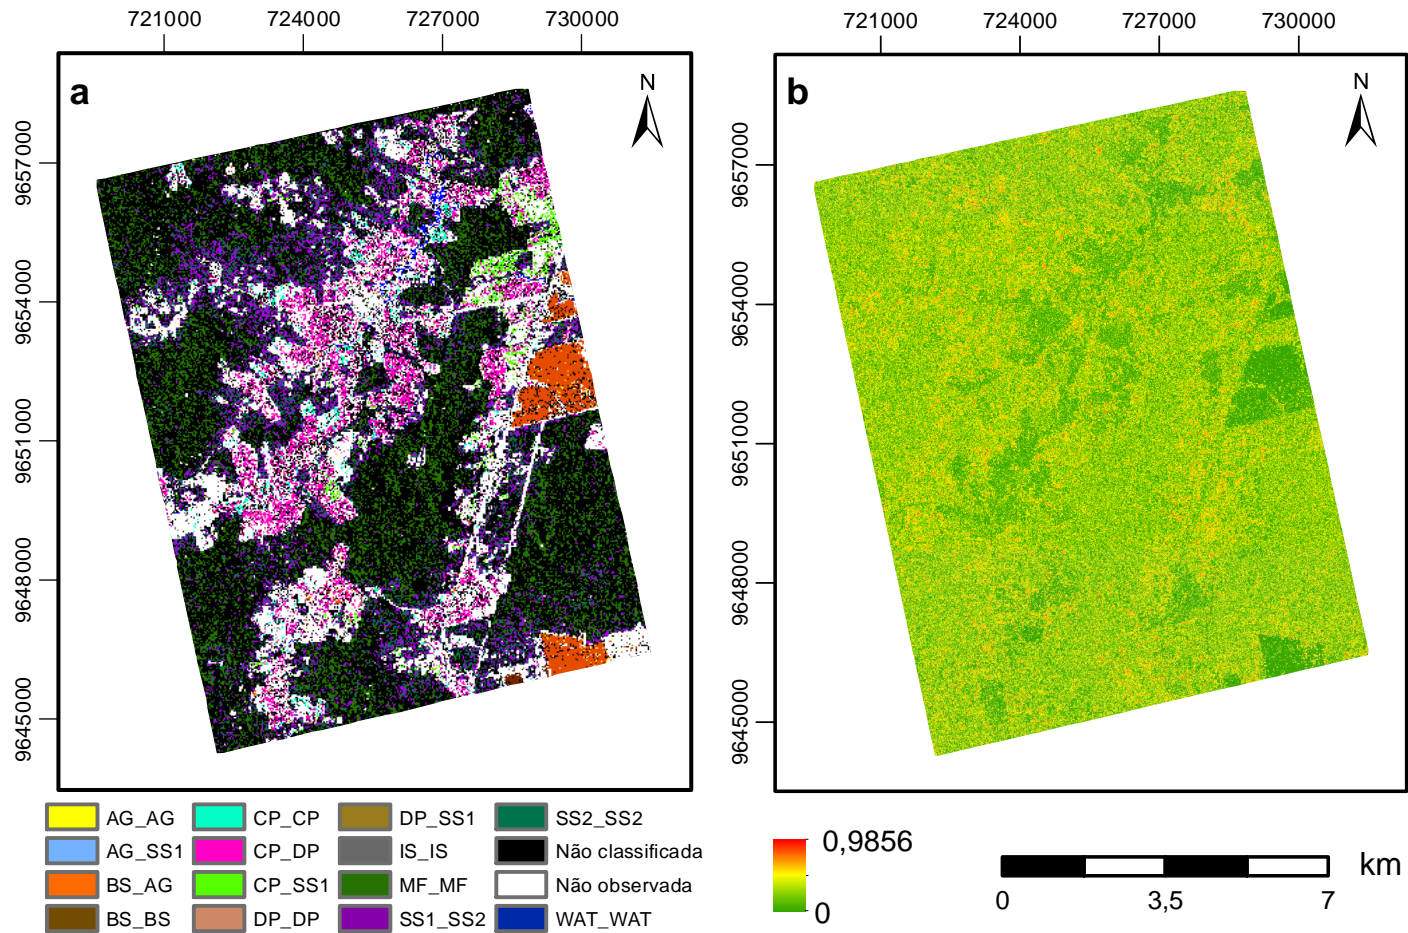 721000 724000 727000 730000
721000 724000 727000 730000
a
N
b
N
9657000
9654000
9651000
9648000
9645000
9657000
9654000
9651000
9648000
9645000
AG_AG CP_CP DP_SS1 SS2_SS2
AG_SS1 CP_DP IS_IS Não classificada
BS_AG CP_SS1 MF_MF Não observada
BS_BS DP_DP SS1_SS2 WAT_WAT
0,9856
0
km
0 3,5 7